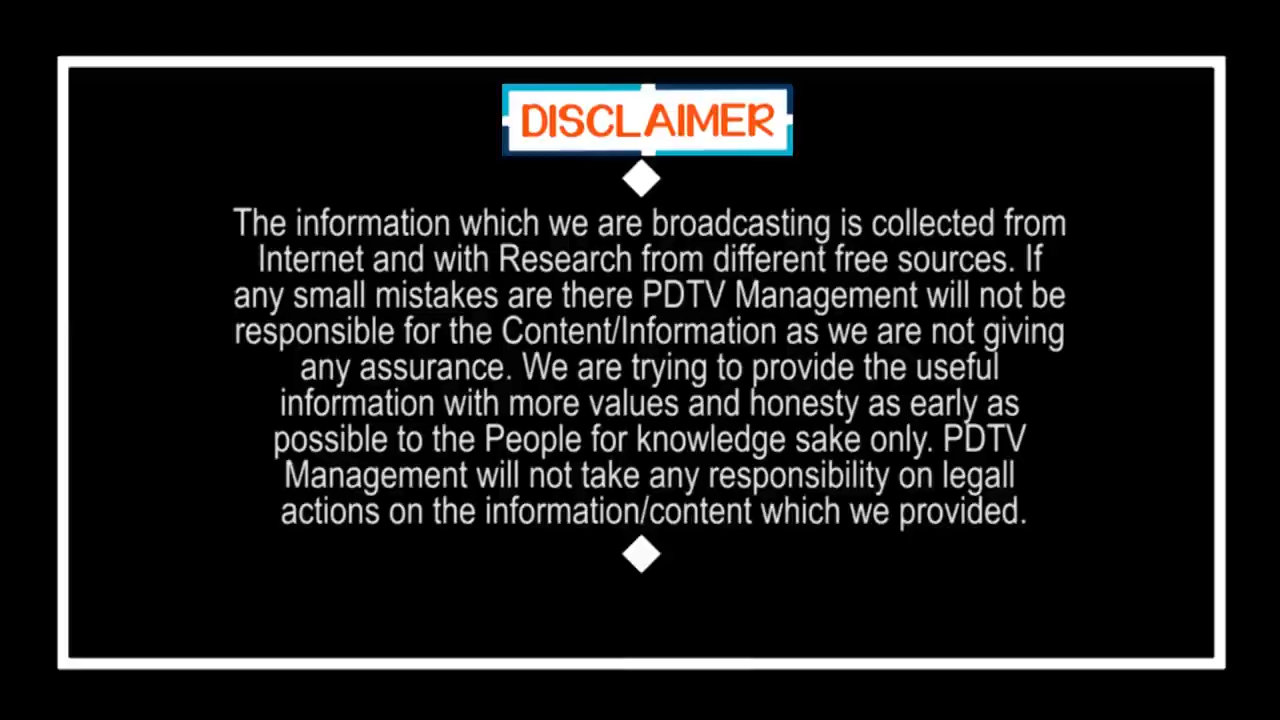 DISCLAIMER
The information which we are broadcasting is collected from
Internet and with Research from different free sources. If
any small mistakes are there PDTV Management will not be
responsible for the Content/Information as we are not giving
any assurance. We are trying to provide the useful
information with more values and honesty as early as
possible to the People for knowledge sake only. PDTV
Management will not take any responsibility on legall
actions on the information/content which we provided.